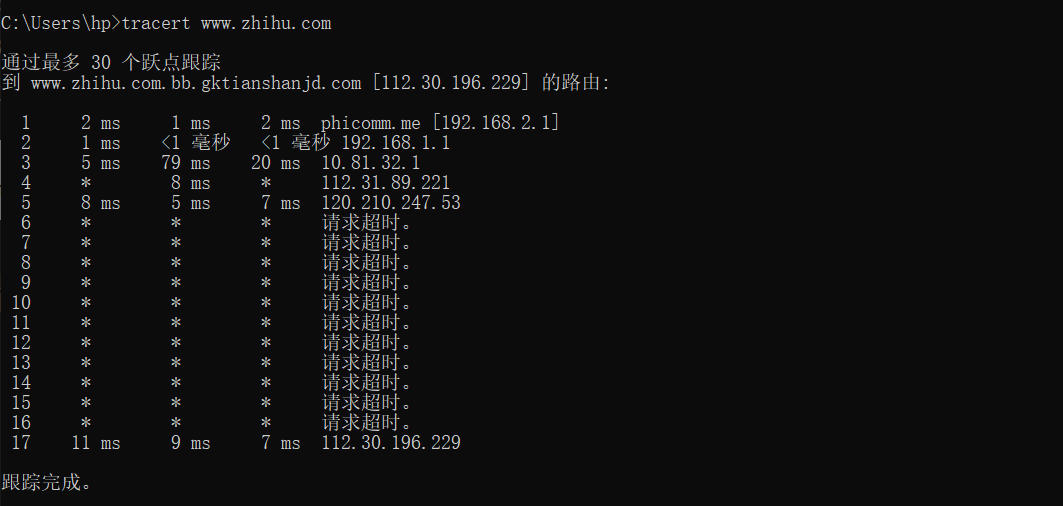 C:\Users\hp>tracert www.zhihu.com
通过最多 30 个跃点跟踪
到 www.zhihu.com.bb.gktianshanjd.com [112.30.196.229] 的路由:
1 2 ms 1 ms 2 ms phicomm.me [192.168.2.1]
2 1 ms <1 毫秒 <1 毫秒 192.168.1.1
3 5 ms 79 ms 20 ms 10.81.32.1
4 * 8 ms * 112.31.89.221
5 8 ms 5 ms 7 ms 120.210.247.53
6 * * * 请求超时。
7 * * * 请求超时。
8 * * * 请求超时。
9 * * * 请求超时。
10 * * * 请求超时。
11 * * * 请求超时。
12 * * * 请求超时。
13 * * * 请求超时。
14 * * * 请求超时。
15 * * * 请求超时。
16 * * * 请求超时。
17 11 ms 9 ms 7 ms 112.30.196.229
跟踪完成。